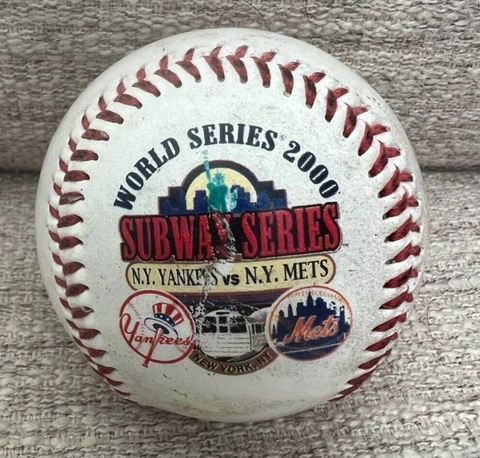 WORLD SERIES 2000
SUBWAY SERIES
N.Y. YANKEES VS N.Y. METS
Yankees
Mets
NEW YORK, NY